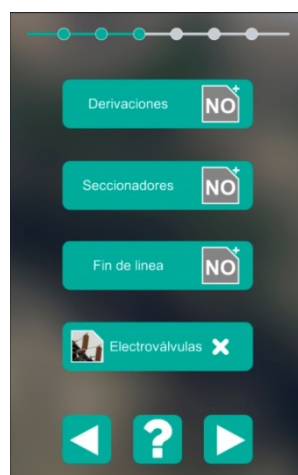 Derivaciones NO
Seccionadores NO
Fin de linea NO
Electroválvulas
?